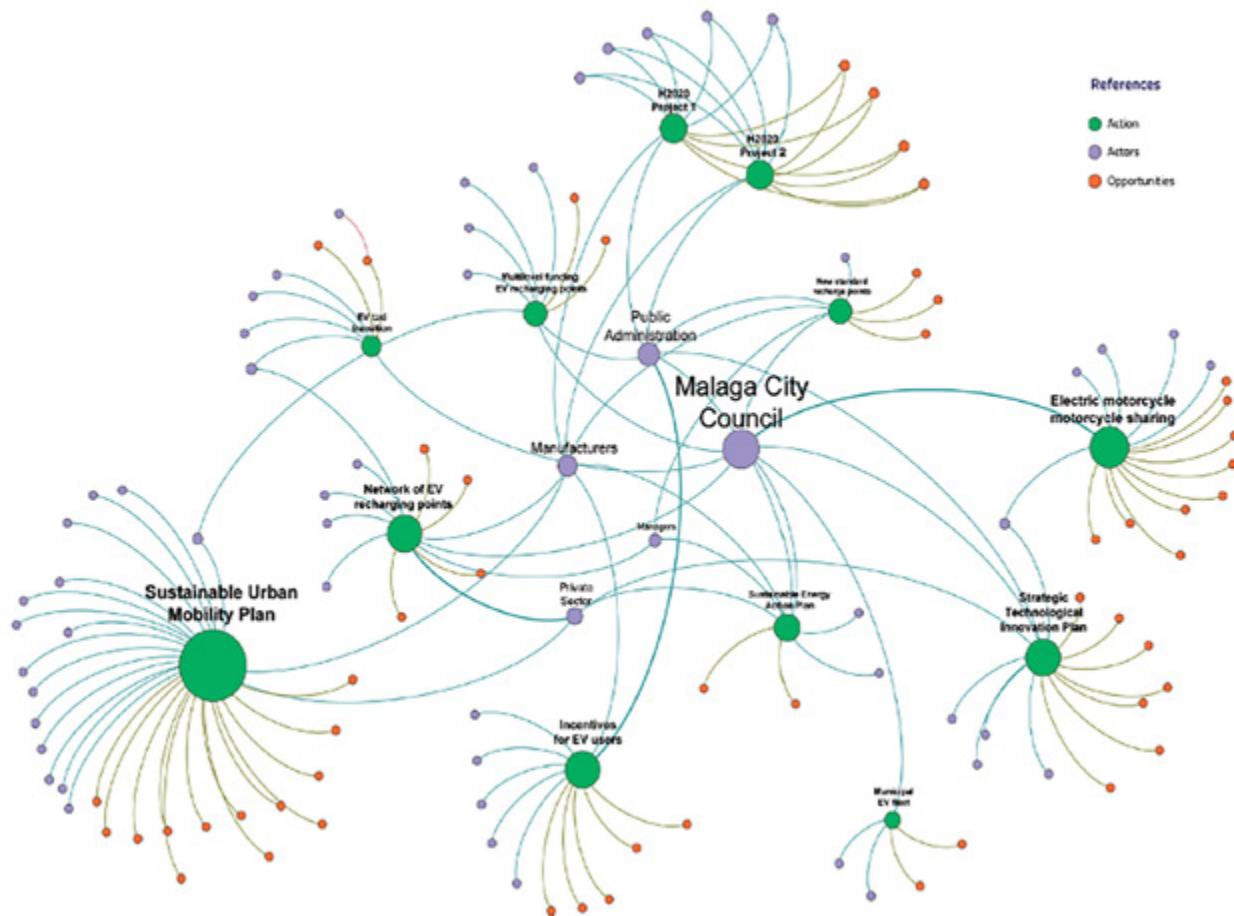 H2020
Project 1
H2020
Project 2
References
Action
Actors
Opportunities
Multilevel funding
EV recharging points
New standard
recharge points
EV taxi
transition
Public
Administration
Malaga City
Council
Electric motorcycle
motorcycle sharing
Manufacturers
Network of EV
recharging points
Managers
Sustainable Urban
Mobility Plan
Private
Sector
Sustainable Energy
Action Plan
Strategic
Technological
Innovation Plan
Incentives
for EV users
Municipal
EV fleet